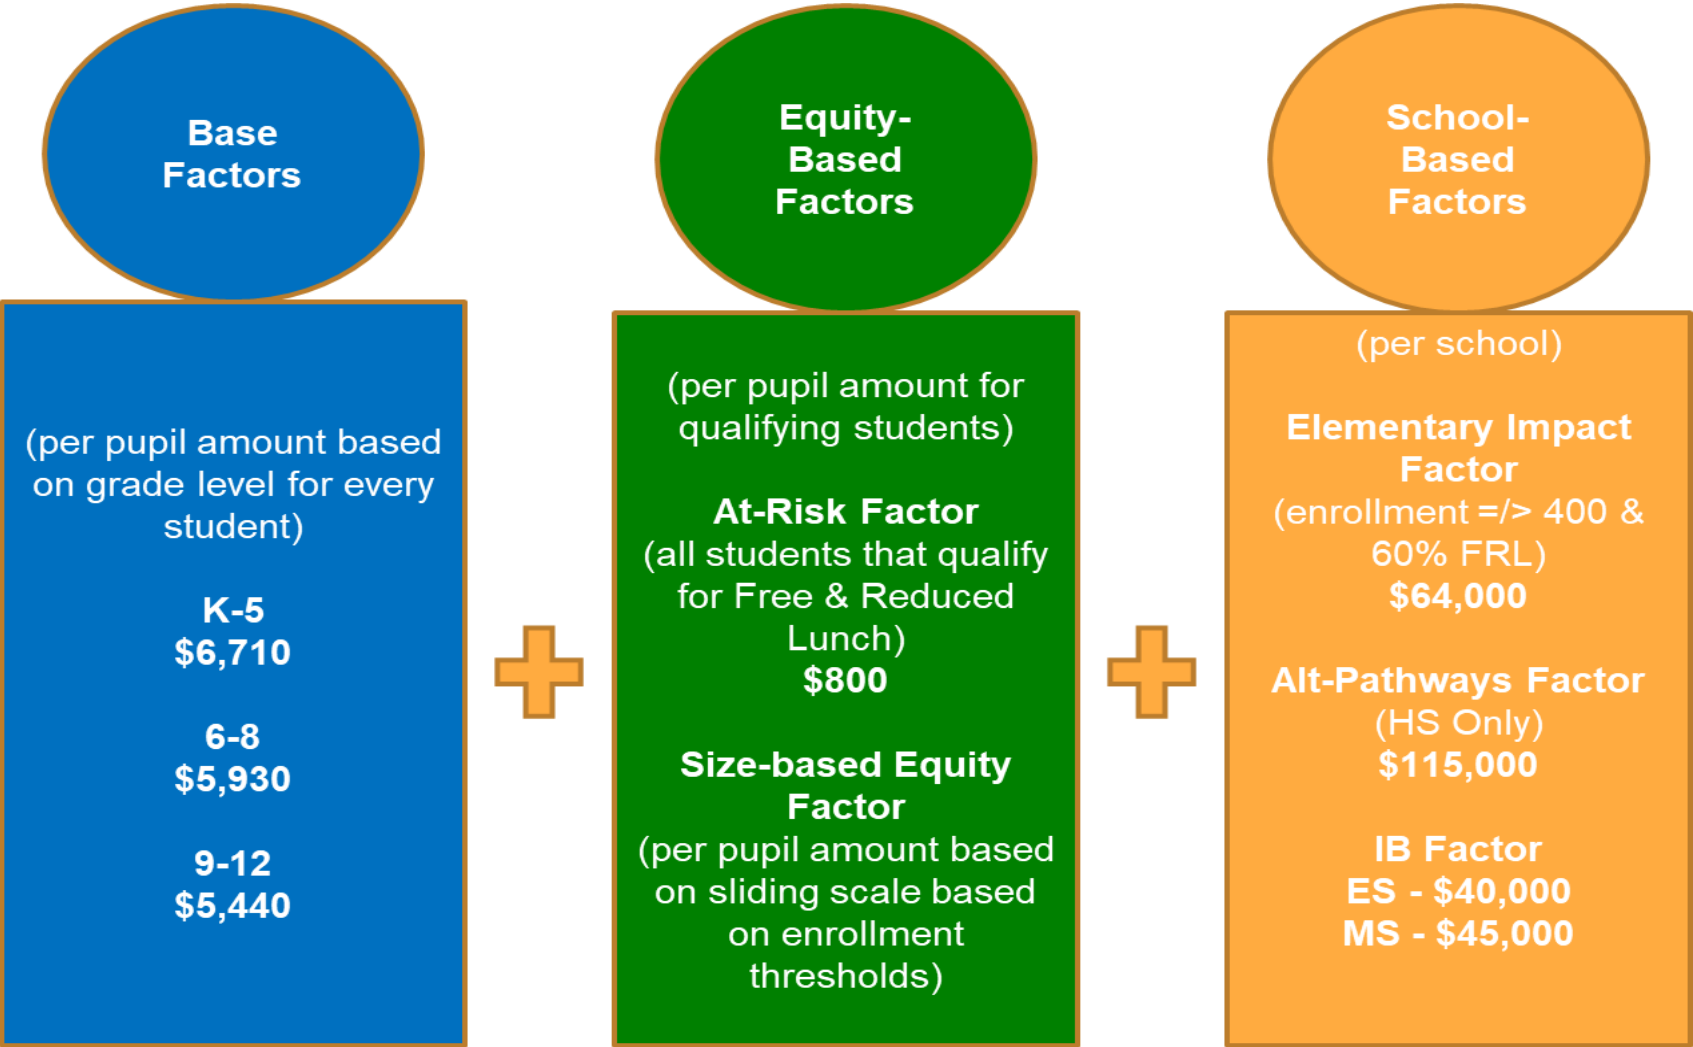 Base
Factors
(per pupil amount based
on grade level for every
student)
K-5
$6,710
6-8
$5,930
9-12
$5,440
Equity-
Based
Factors
(per pupil amount for
qualifying students)
At-Risk Factor
(all students that qualify
for Free & Reduced
Lunch)
$800
Size-based Equity
Factor
(per pupil amount based
on sliding scale based
on enrollment
thresholds)
School-
Based
Factors
(per school)
Elementary Impact
Factor
(enrollment =/> 400 &
60% FRL)
$64,000
Alt-Pathways Factor
(HS Only)
$115,000
IB Factor
ES - $40,000
MS - $45,000